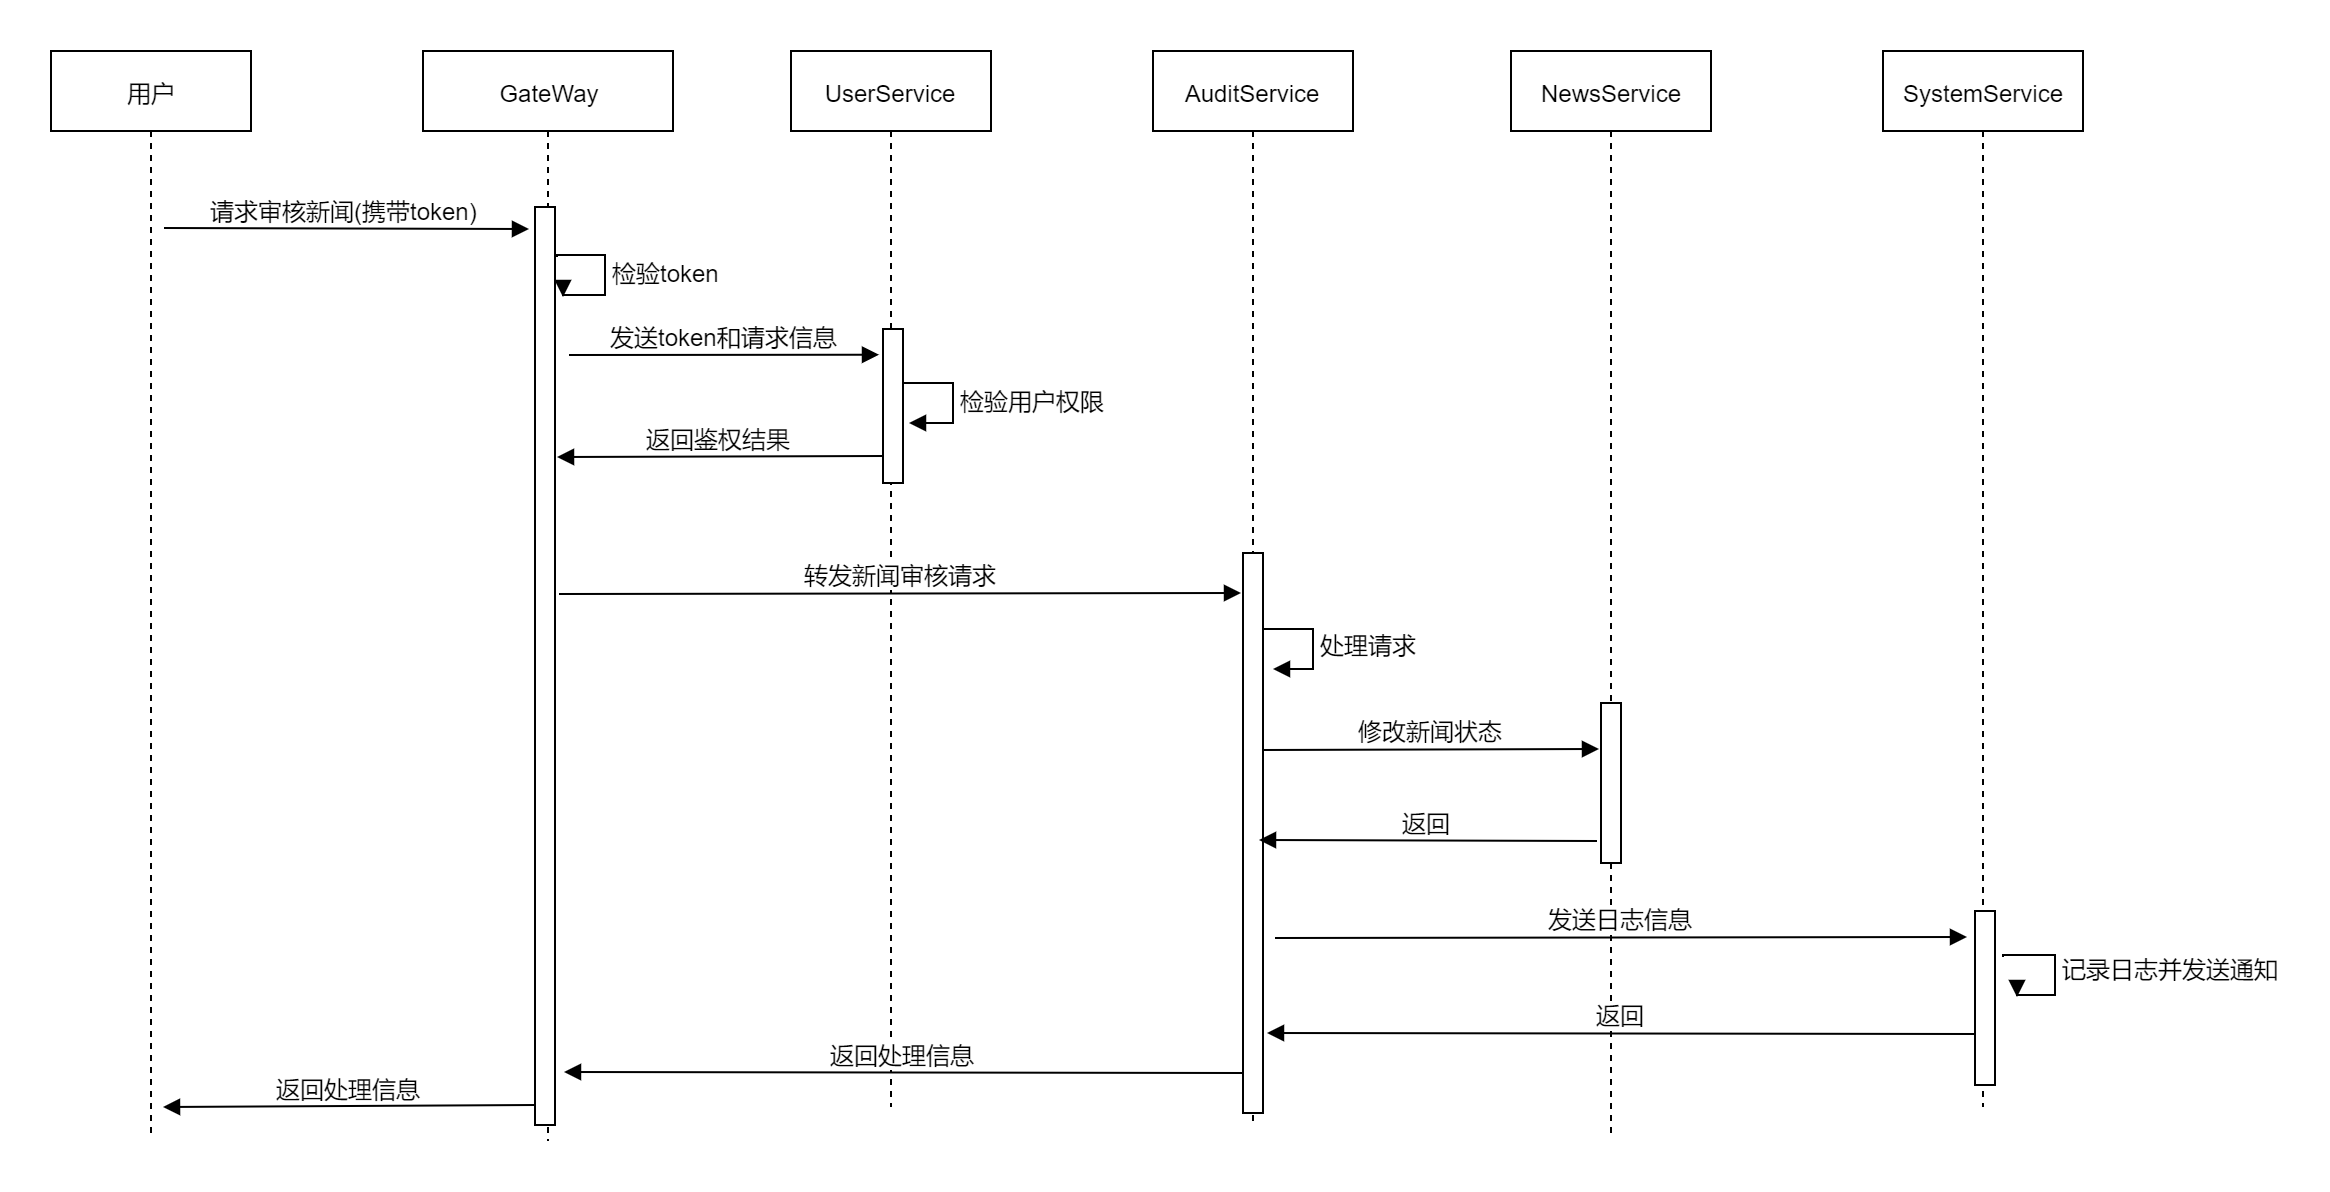 用户
GateWay
UserService
AuditService
NewsService
SystemService
请求审核新闻(携带token)
检验token
发送token和请求信息
检验用户权限
返回鉴权结果
转发新闻审核请求
处理请求
修改新闻状态
返回
发送日志信息
记录日志并发送通知
返回
返回处理信息
返回处理信息